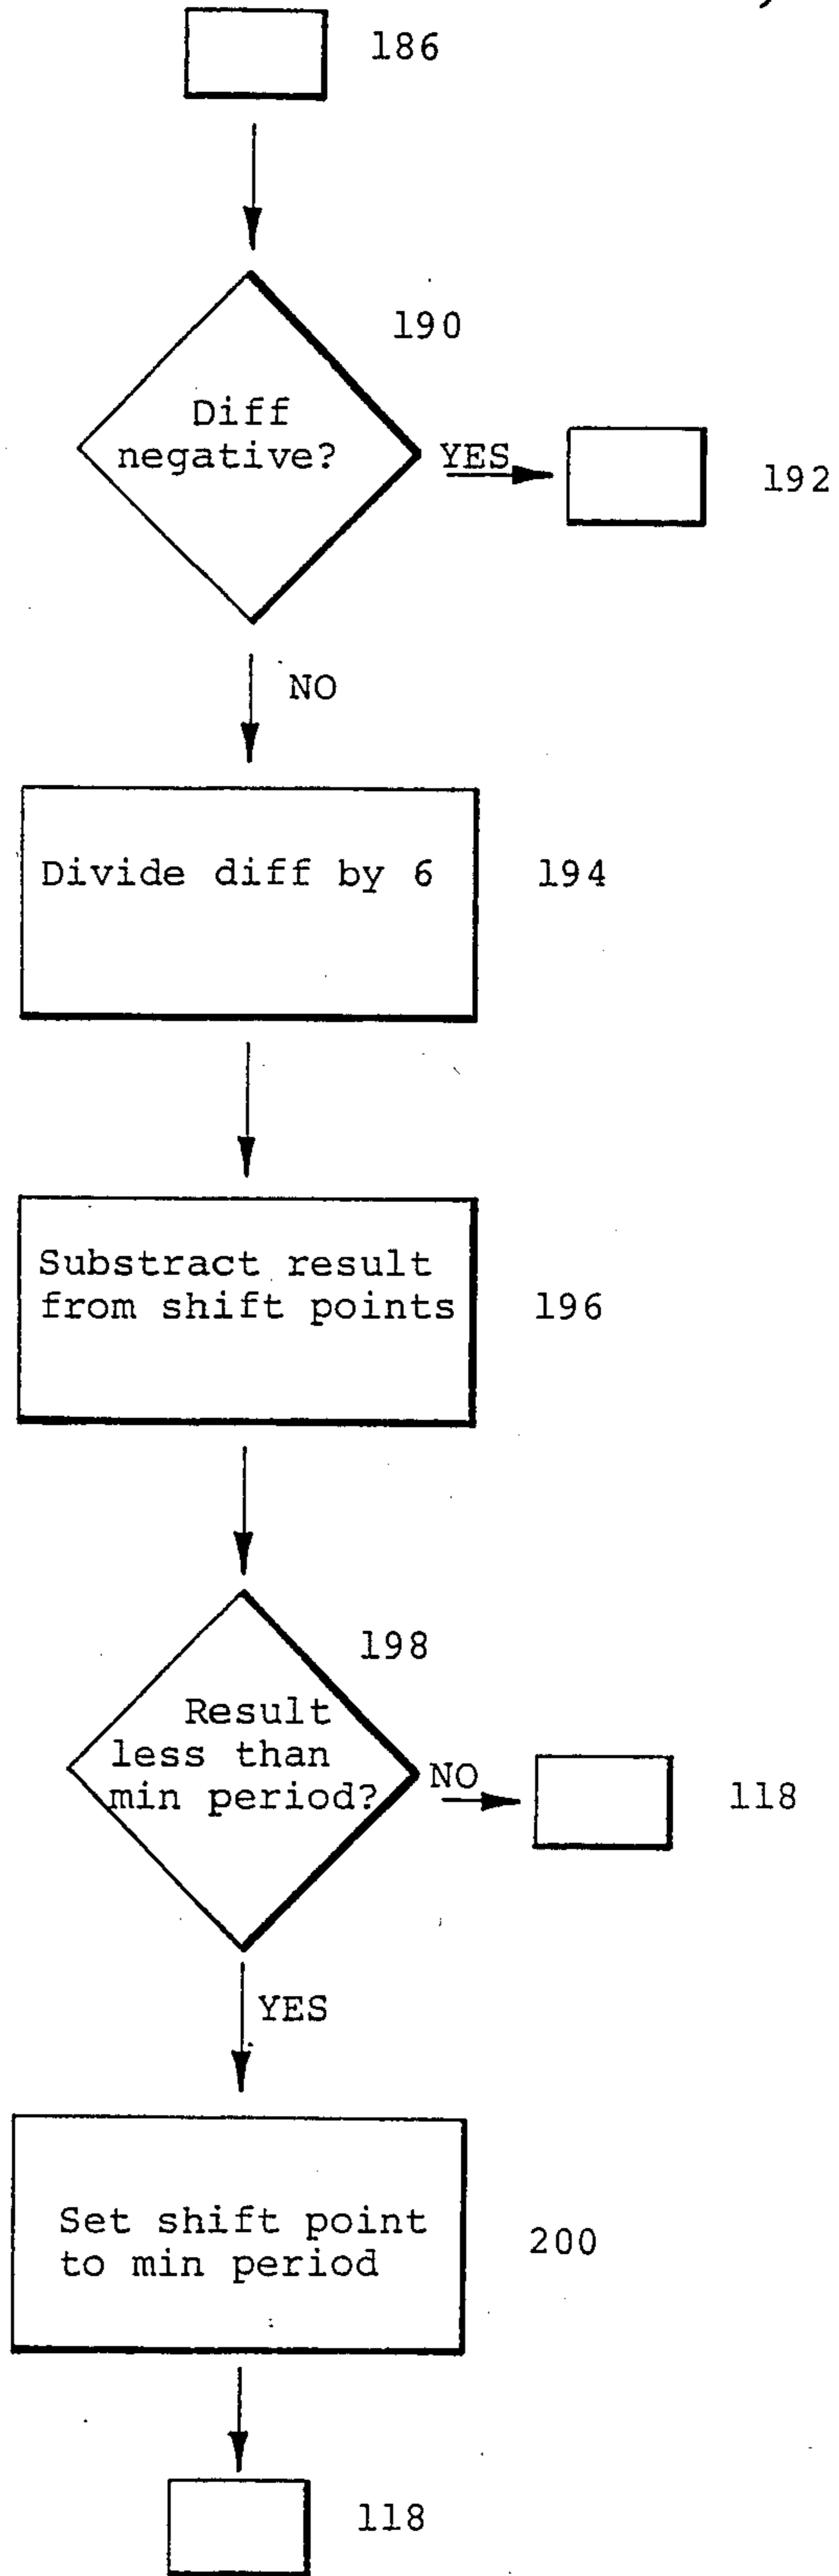 186
190
Diff
negative?
YES
192
NO
Divide diff by 6
194
Substract result
from shift points
196
198
Result
less than
min period?
NO
118
YES
Set shift point
to min period
200
118